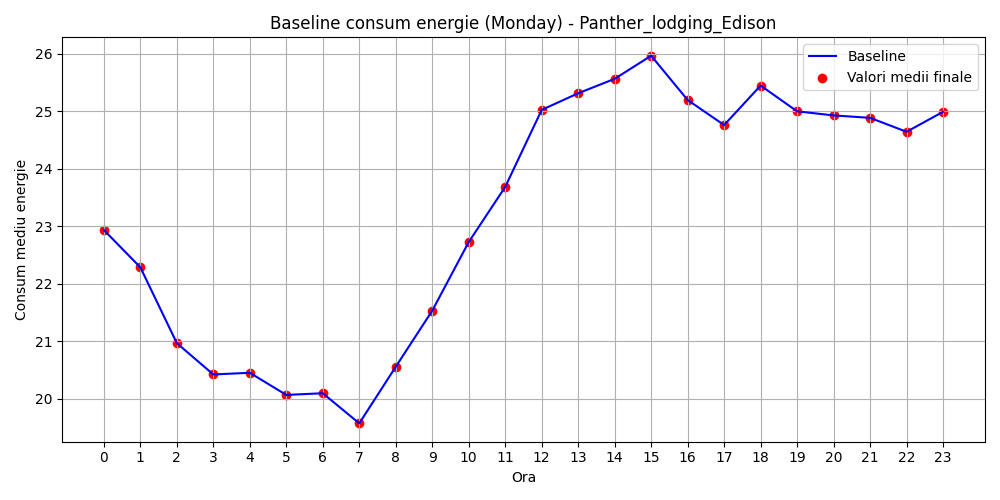 Baseline consum energie (Monday) - Panther_lodging_Edison
Baseline
Valori medii finale
Consum mediu energie
26
25
24
23
22
21
20
0 1 2 3 4 5 6 7 8 9 10 11 12 13 14 15 16 17 18 19 20 21 22 23
Ora